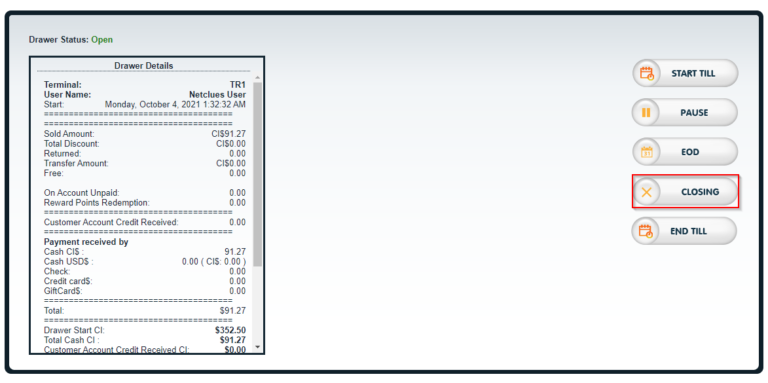 Drawer Status: Open
Drawer Details
Terminal: TR1
User Name: Netclues User
Start: Monday, October 4, 2021 1:32:32 AM
======================================
======================================
Sold Amount: CI$91.27
Total Discount: CI$0.00
Returned: 0.00
Transfer Amount: CI$0.00
Free: 0.00
On Account Unpaid: 0.00
Reward Points Redemption: 0.00
======================================
Customer Account Credit Received: 0.00
======================================
Payment received by
Cash CI$ : 91.27
Cash USD$ : 0.00 ( CI$: 0.00 )
Check: 0.00
Credit card$: 0.00
GiftCard$: 0.00
======================================
Total: $91.27
======================================
Drawer Start CI: $352.50
Total Cash CI : $91.27
Customer Account Credit Received CI: $0.00
START TILL
PAUSE
EOD
CLOSING
END TILL